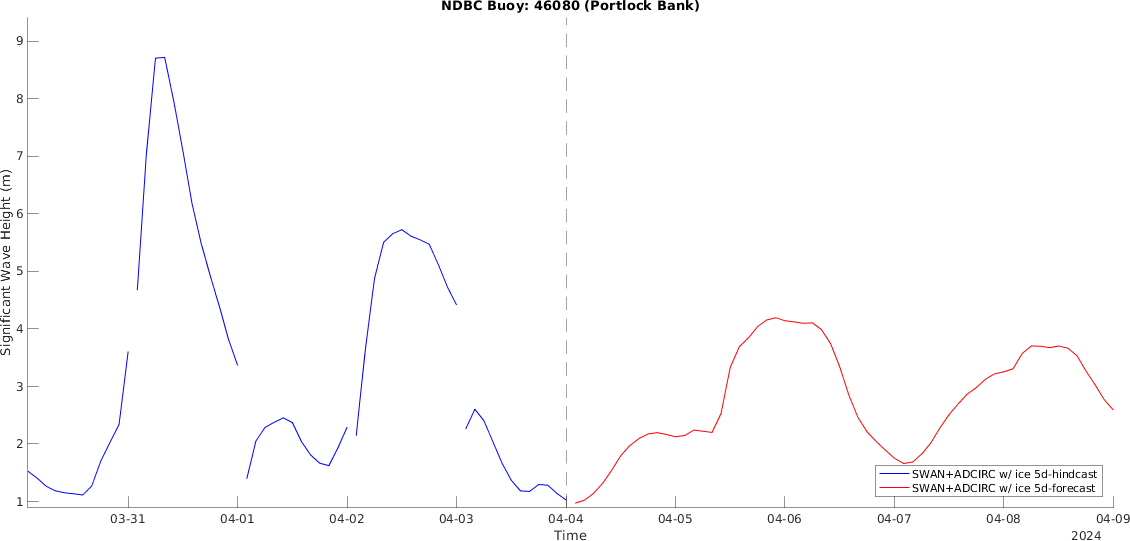 NDBC Buoy: 46080 (Portlock Bank)
Significant Wave Height (m)
9
8
7
6
5
4
3
2
1
03-31 04-01 04-02 04-03 04-04 04-05 04-06 04-07 04-08 04-09
Time
2024
SWAN+ADCIRC w/ ice 5d-hindcast
SWAN+ADCIRC w/ ice 5d-forecast